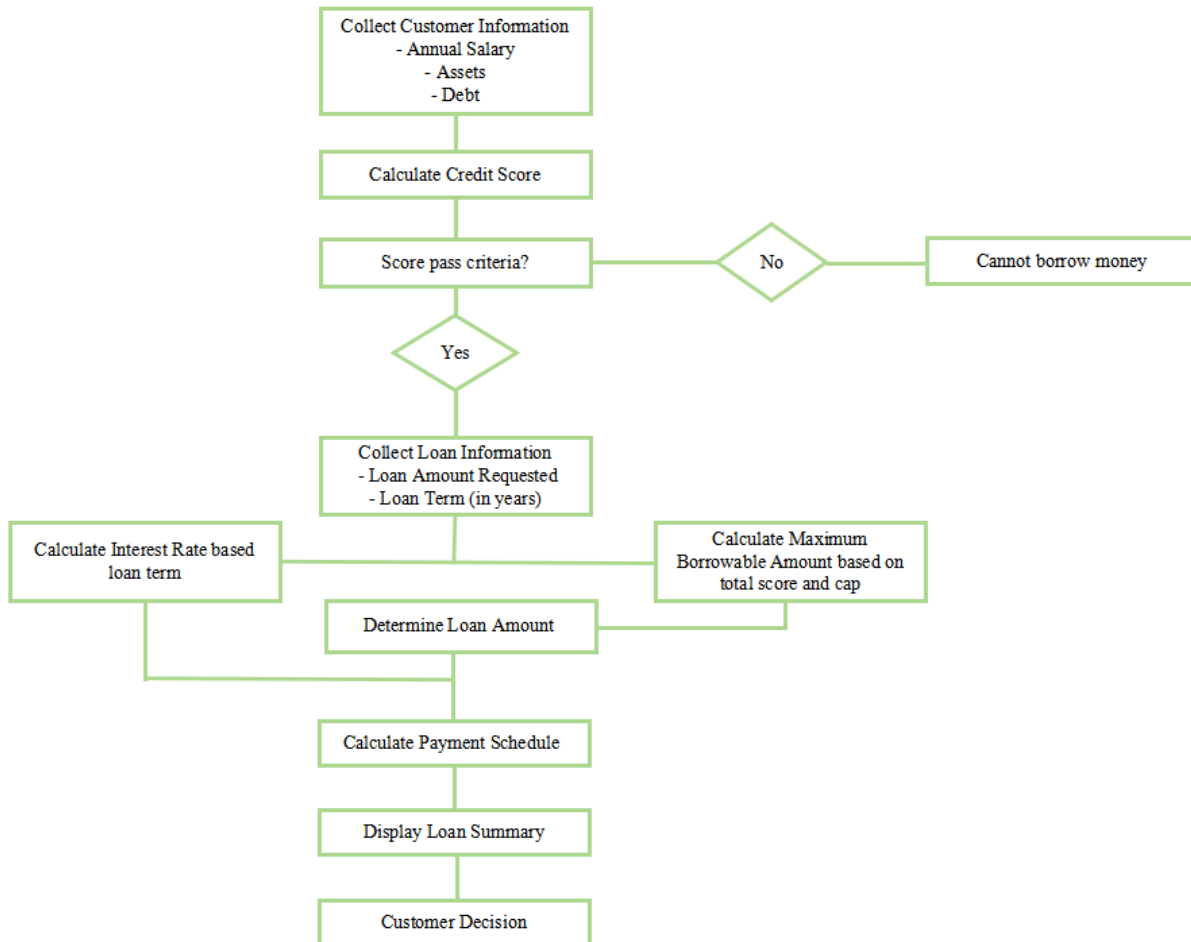 Collect Customer Information
- Annual Salary
- Assets
- Debt
Calculate Credit Score
Score pass criteria?
No
Cannot borrow money
Yes
Collect Loan Information
- Loan Amount Requested
- Loan Term (in years)
Calculate Interest Rate based
loan term
Calculate Maximum
Borrowable Amount based on
total score and cap
Determine Loan Amount
Calculate Payment Schedule
Display Loan Summary
Customer Decision